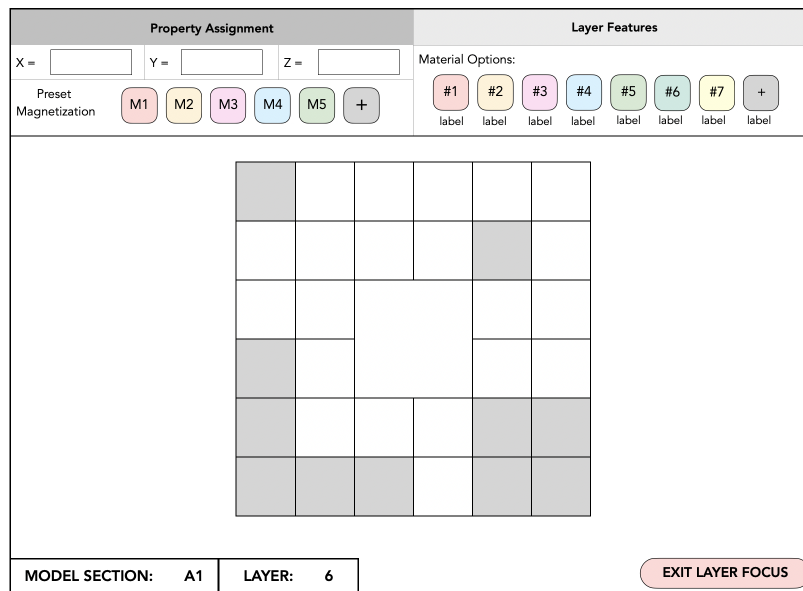 Property Assignment
Layer Features
X =
Y =
Z =
Material Options:
Preset
Magnetization
M1 M2 M3 M4 M5 +
#1 #2 #3 #4 #5 #6 #7 +
label label label label label label label label
MODEL SECTION: A1
LAYER: 6
EXIT LAYER FOCUS